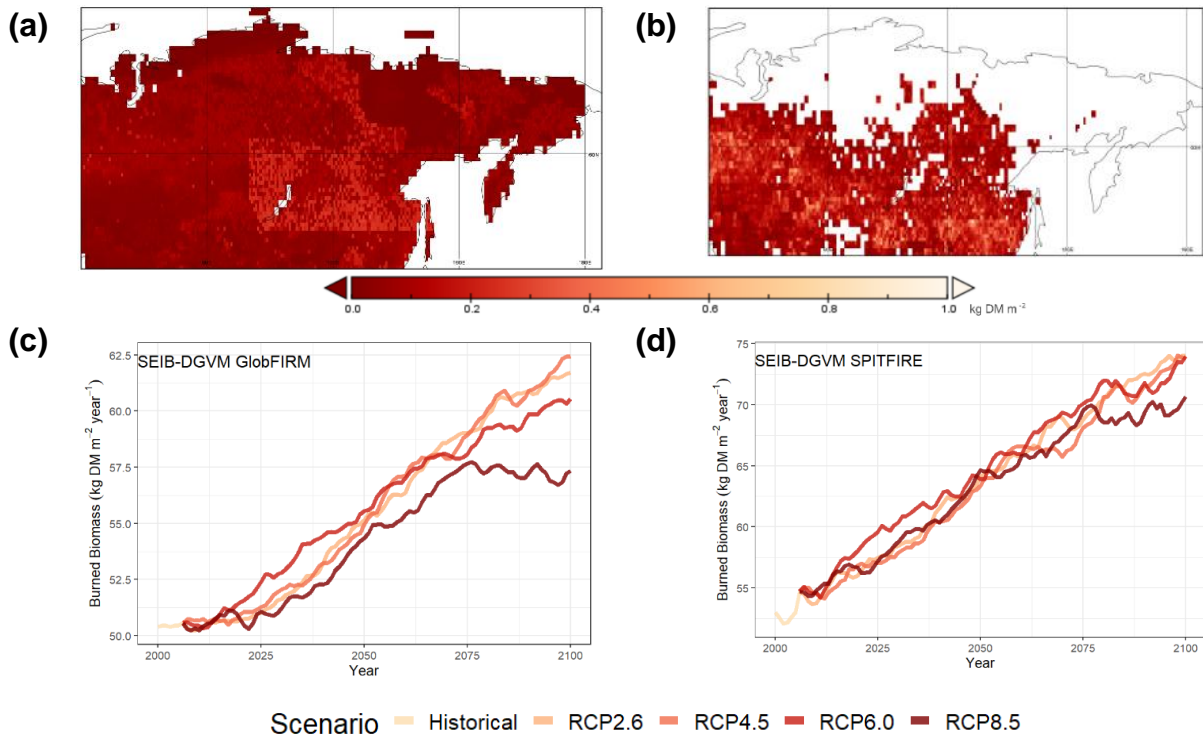 (a)
(b)
60N
0.0 0.2 0.4 0.6 0.8 1.0 kg DM m⁻²
(c)
(d)
SEIB-DGVM GlobFIRM
62.5
60.0
57.5
55.0
52.5
50.0
Burned Biomass (kg DM m⁻² year⁻¹)
2000 2025 2050 2075 2100
Year
SEIB-DGVM SPITFIRE
75
70
65
60
55
Burned Biomass (kg DM m⁻² year⁻¹)
2000 2025 2050 2075 2100
Year
Scenario Historical RCP2.6 RCP4.5 RCP6.0 RCP8.5